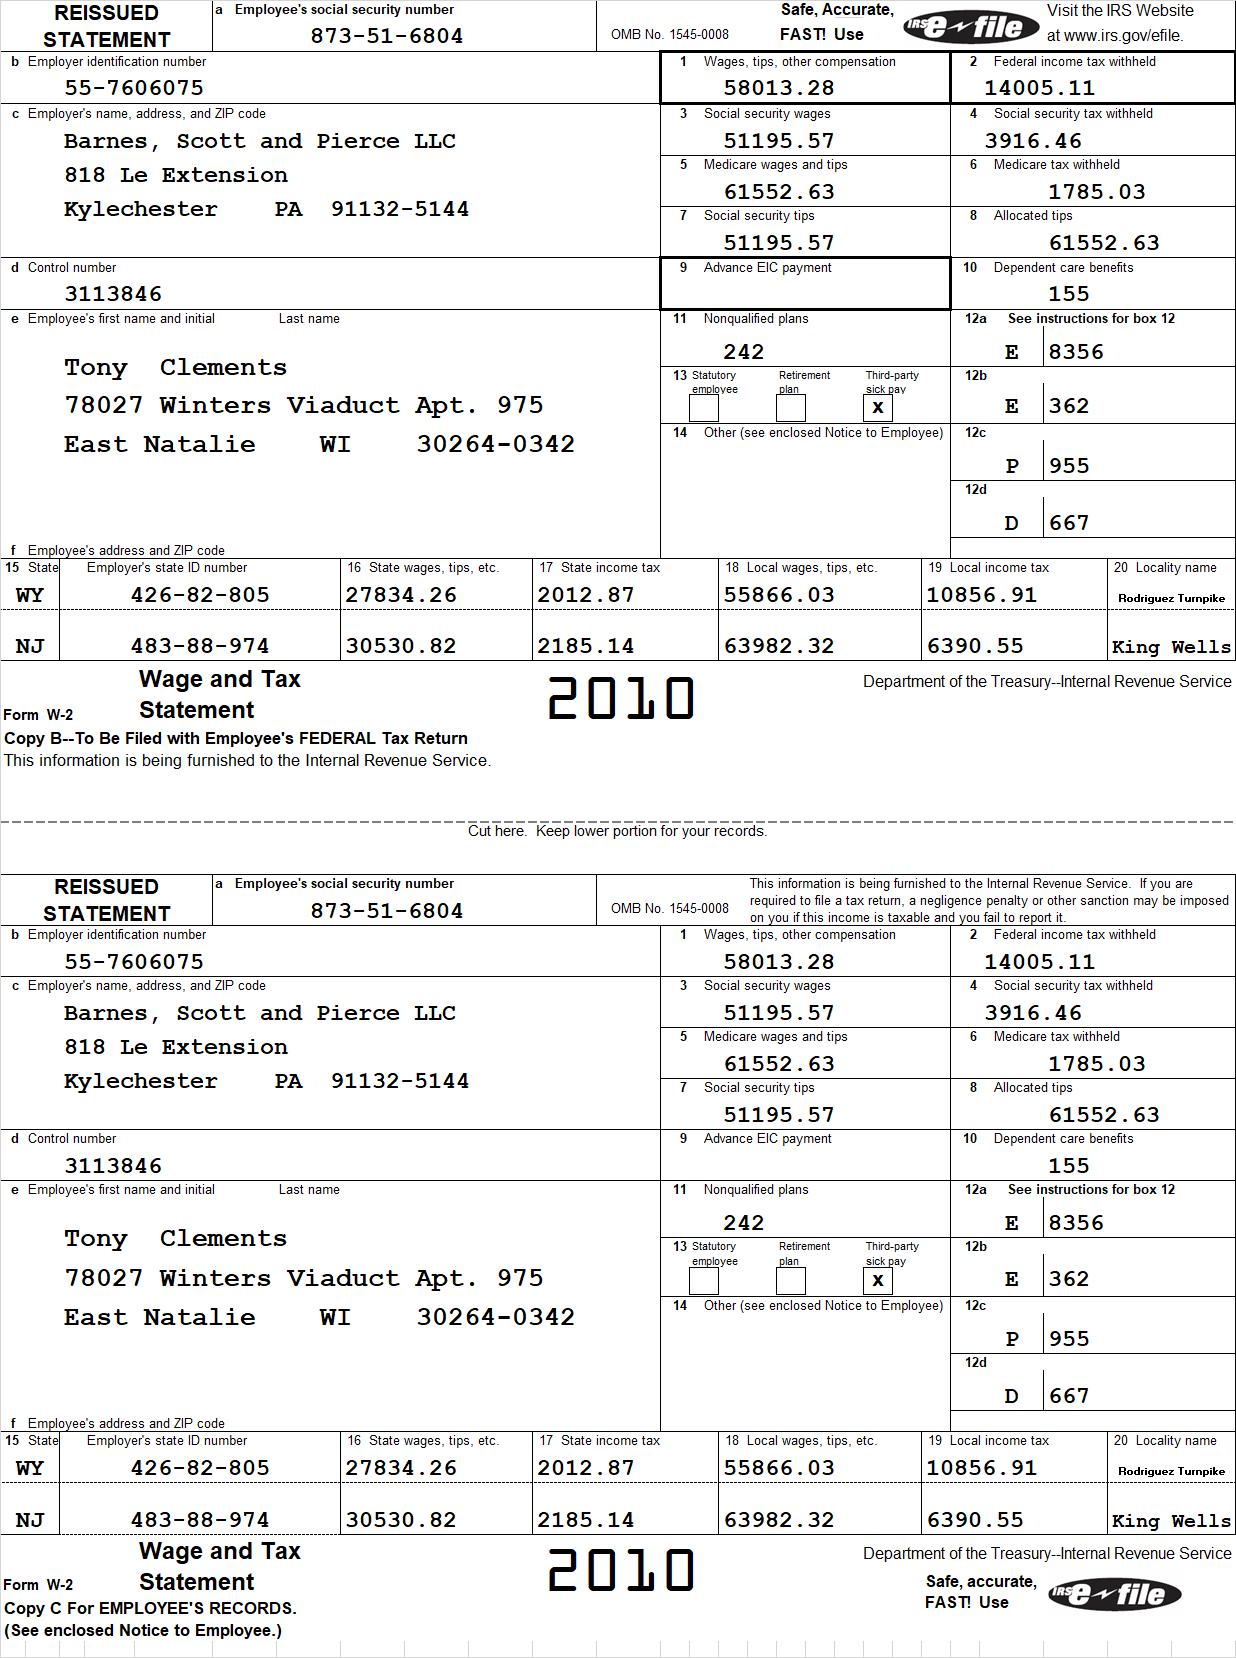 REISSUED STATEMENT
a Employee's social security number
873-51-6804
OMB No. 1545-0008
Safe, Accurate,
FAST! Use
IRS e-file
Visit the IRS Website
at www.irs.gov/efile.
b Employer identification number
55-7606075
1 Wages, tips, other compensation
58013.28
2 Federal income tax withheld
14005.11
c Employer's name, address, and ZIP code
Barnes, Scott and Pierce LLC
818 Le Extension
Kylechester PA 91132-5144
3 Social security wages
51195.57
4 Social security tax withheld
3916.46
5 Medicare wages and tips
61552.63
6 Medicare tax withheld
1785.03
7 Social security tips
51195.57
8 Allocated tips
61552.63
d Control number
3113846
9 Advance EIC payment
10 Dependent care benefits
155
e Employee's first name and initial Last name
Tony Clements
78027 Winters Viaduct Apt. 975
East Natalie WI 30264-0342
f Employee's address and ZIP code
11 Nonqualified plans
242
12a See instructions for box 12
E 8356
13 Statutory employee Retirement plan Third-party sick pay
X
12b
E 362
14 Other (see enclosed Notice to Employee)
12c
P 955
12d
D 667
15 State Employer's state ID number 16 State wages, tips, etc. 17 State income tax 18 Local wages, tips, etc. 19 Local income tax 20 Locality name
WY 426-82-805 27834.26 2012.87 55866.03 10856.91 Rodriguez Turnpike
NJ 483-88-974 30530.82 2185.14 63982.32 6390.55 King Wells
Form W-2 Wage and Tax Statement 2010 Department of the Treasury--Internal Revenue Service
Copy B--To Be Filed with Employee's FEDERAL Tax Return
This information is being furnished to the Internal Revenue Service.
Cut here. Keep lower portion for your records.
REISSUED STATEMENT
a Employee's social security number
873-51-6804
OMB No. 1545-0008
This information is being furnished to the Internal Revenue Service. If you are
required to file a tax return, a negligence penalty or other sanction may be imposed
on you if this income is taxable and you fail to report it.
b Employer identification number
55-7606075
1 Wages, tips, other compensation
58013.28
2 Federal income tax withheld
14005.11
c Employer's name, address, and ZIP code
Barnes, Scott and Pierce LLC
818 Le Extension
Kylechester PA 91132-5144
3 Social security wages
51195.57
4 Social security tax withheld
3916.46
5 Medicare wages and tips
61552.63
6 Medicare tax withheld
1785.03
7 Social security tips
51195.57
8 Allocated tips
61552.63
d Control number
3113846
9 Advance EIC payment
10 Dependent care benefits
155
e Employee's first name and initial Last name
Tony Clements
78027 Winters Viaduct Apt. 975
East Natalie WI 30264-0342
f Employee's address and ZIP code
11 Nonqualified plans
242
12a See instructions for box 12
E 8356
13 Statutory employee Retirement plan Third-party sick pay
X
12b
E 362
14 Other (see enclosed Notice to Employee)
12c
P 955
12d
D 667
15 State Employer's state ID number 16 State wages, tips, etc. 17 State income tax 18 Local wages, tips, etc. 19 Local income tax 20 Locality name
WY 426-82-805 27834.26 2012.87 55866.03 10856.91 Rodriguez Turnpike
NJ 483-88-974 30530.82 2185.14 63982.32 6390.55 King Wells
Form W-2 Wage and Tax Statement 2010 Department of the Treasury--Internal Revenue Service
Safe, accurate,
FAST! Use
IRS e-file
Copy C For EMPLOYEE'S RECORDS.
(See enclosed Notice to Employee.)